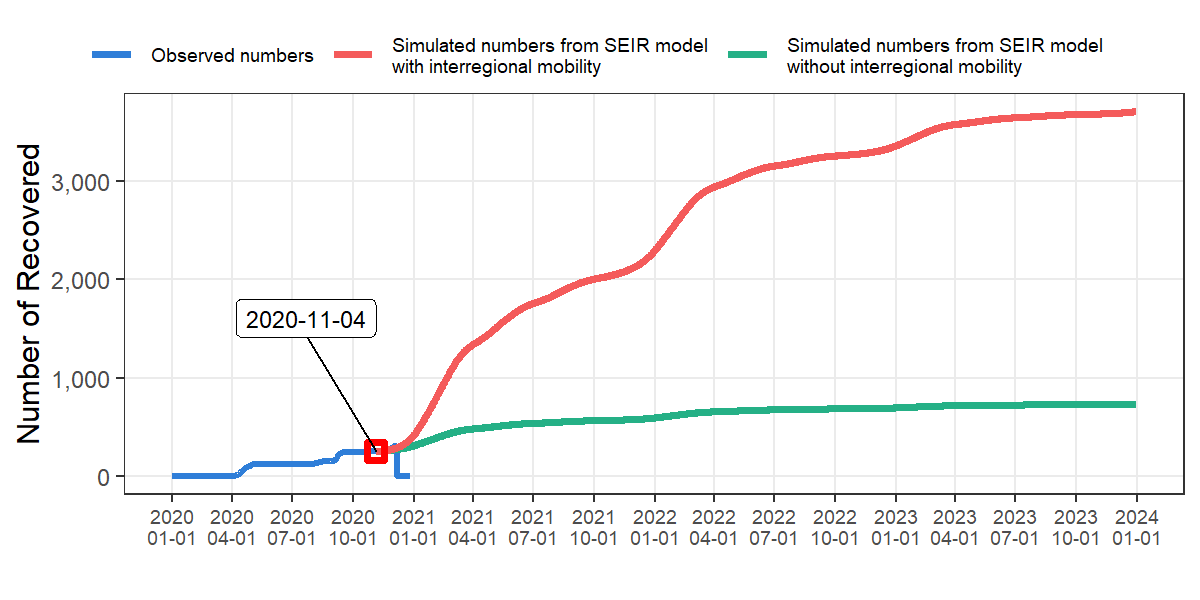 Observed numbers
Simulated numbers from SEIR model
with interregional mobility
Simulated numbers from SEIR model
without interregional mobility
Number of Recovered
3,000
2,000
1,000
0
2020-11-04
2020 2020 2020 2020 2021 2021 2021 2021 2022 2022 2022 2022 2023 2023 2023 2023 2024
01-01 04-01 07-01 10-01 01-01 04-01 07-01 10-01 01-01 04-01 07-01 10-01 01-01 04-01 07-01 10-01 01-01